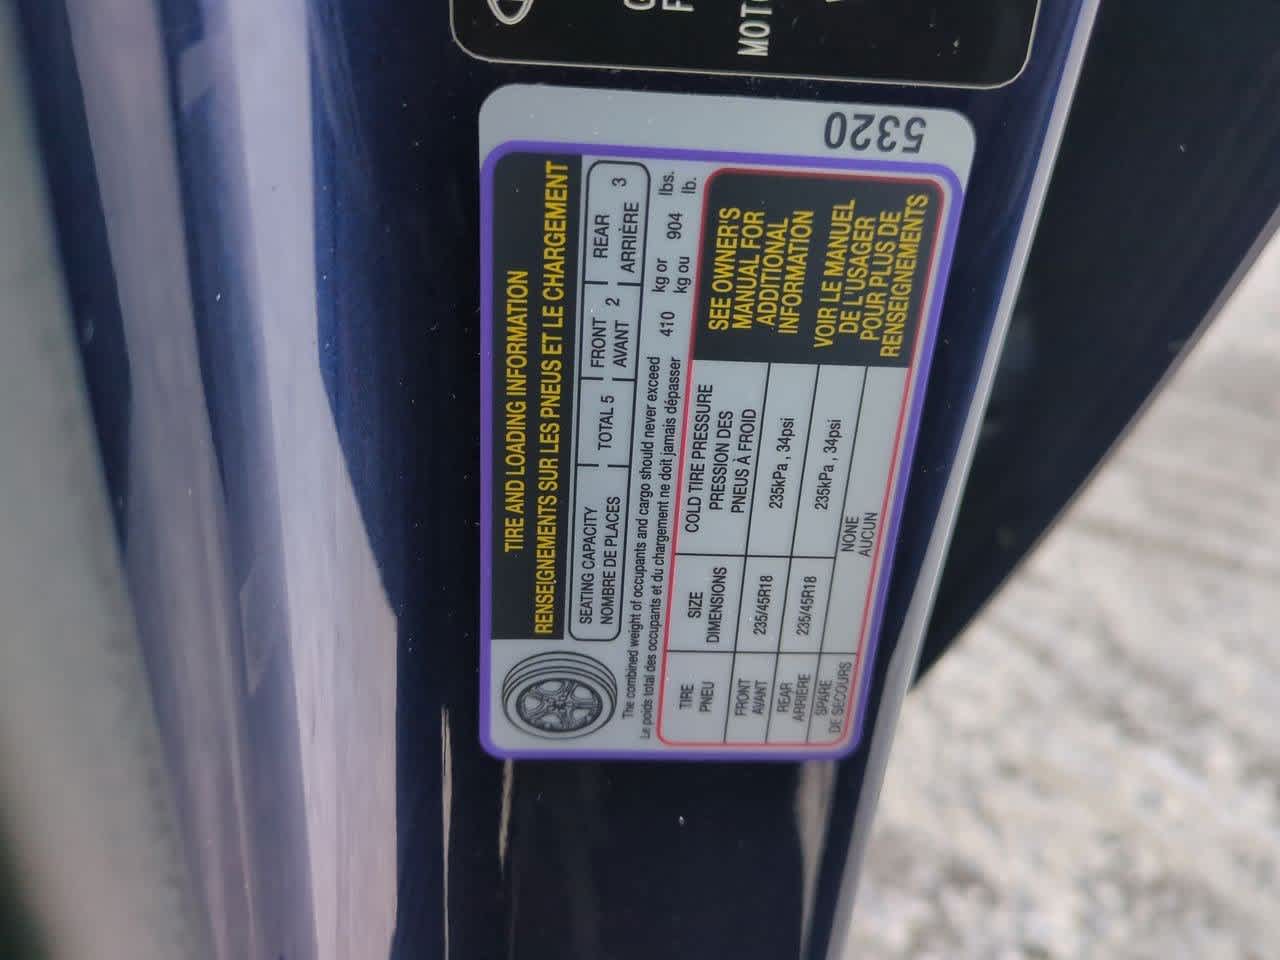 MOT
5320
TIRE AND LOADING INFORMATION
RENSEIGNEMENTS SUR LES PNEUS ET LE CHARGEMENT
SEATING CAPACITY
NOMBRE DE PLACES
TOTAL 5
FRONT
AVANT 2
REAR
ARRIÈRE 3
The combined weight of occupants and cargo should never exceed 410 kg or 904 lbs.
Le poids total des occupants et du chargement ne doit jamais dépasser kg ou lb.
TIRE
PNEU
SIZE
DIMENSIONS
COLD TIRE PRESSURE
PRESSION DES
PNEUS À FROID
FRONT
AVANT
235/45R18
235kPa , 34psi
REAR
ARRIÈRE
235/45R18
235kPa , 34psi
SPARE
DE SECOURS
NONE
AUCUN
SEE OWNER'S
MANUAL FOR
ADDITIONAL
INFORMATION
VOIR LE MANUEL
DE L'USAGER
POUR PLUS DE
RENSEIGNEMENTS